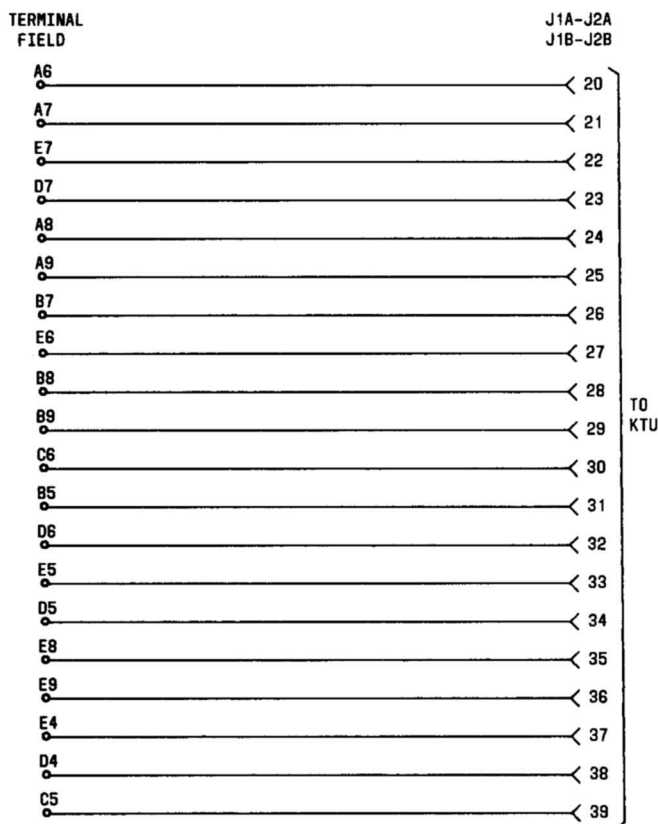 TERMINAL J1A-J2A
FIELD J1B-J2B
A6 20
A7 21
E7 22
D7 23
A8 24
A9 25
B7 26
E6 27
B8 28
B9 29
TO
KTU
C6 30
B5 31
D6 32
E5 33
D5 34
E8 35
E9 36
E4 37
D4 38
C5 39